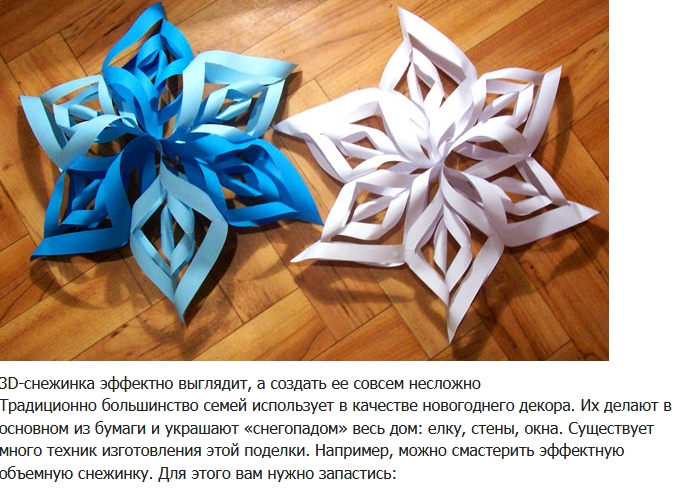 3D-снежинка эффектно выглядит, а создать ее совсем несложно
Традиционно большинство семей использует в качестве новогоднего декора. Их делают в
основном из бумаги и украшают «снегопадом» весь дом: елку, стены, окна. Существует
много техник изготовления этой поделки. Например, можно смастерить эффектную
объемную снежинку. Для этого вам нужно запастись: